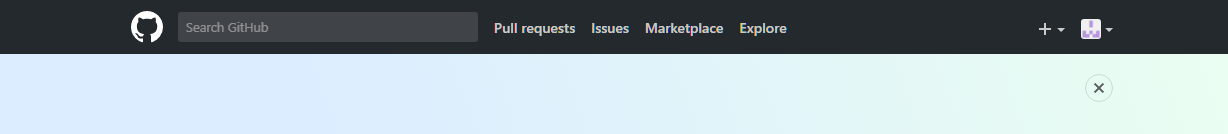 Search GitHub Pull requests Issues Marketplace Explore